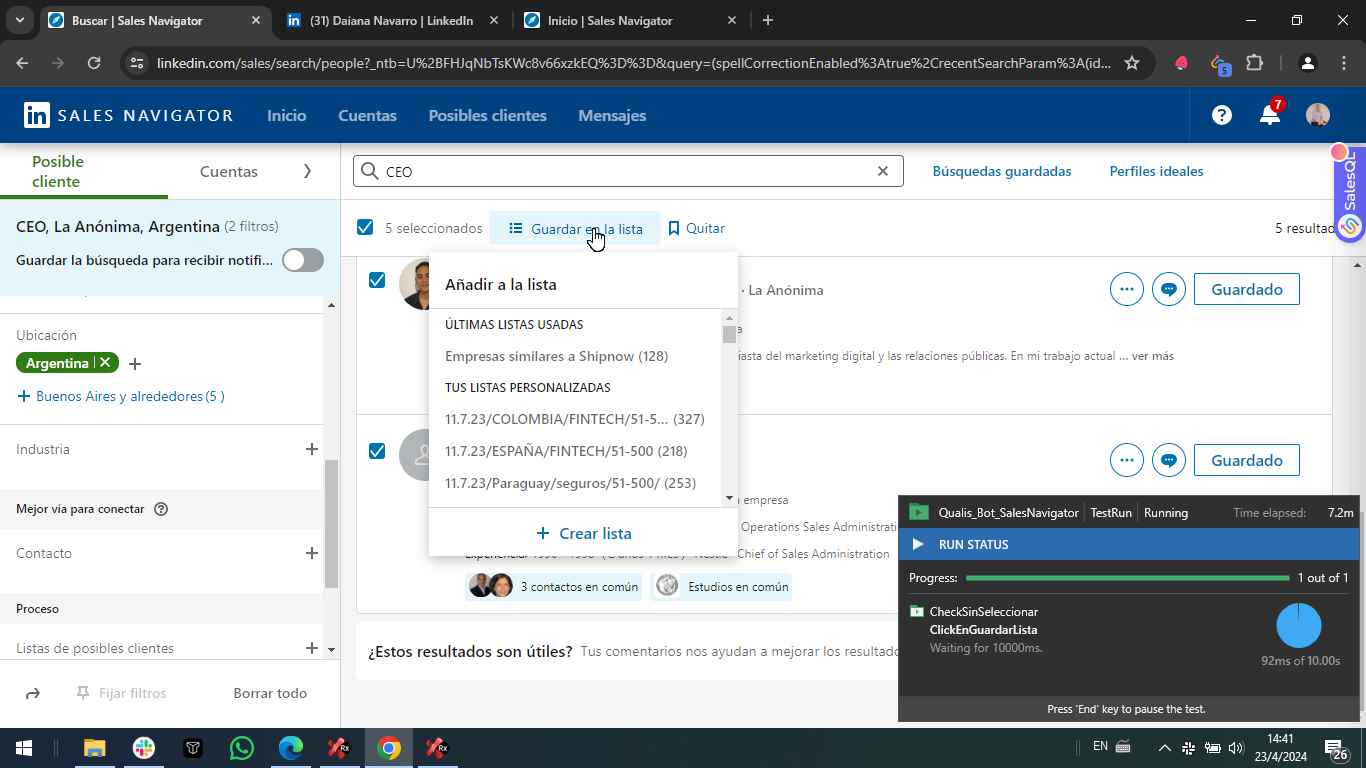 Buscar | Sales Navigator
(31) Daiana Navarro | LinkedIn
Inicio | Sales Navigator
linkedin.com/sales/search/people?_ntb=U%2BFHJqNbTsKWc8v66xzkEQ%3D%3D&query=(spellCorrectionEnabled%3Atrue%2CrecentSearchParam%3A(id...
5
in SALES NAVIGATOR
Inicio
Cuentas
Posibles clientes
Mensajes
7
Posible cliente
Cuentas
CEO
Búsquedas guardadas
Perfiles ideales
SalesQL
CEO, La Anónima, Argentina (2 filtros)
Guardar la búsqueda para recibir notifi...
5 seleccionados
Guardar en la lista
Quitar
5 resultad
Ubicación
Argentina
Buenos Aires y alrededores (5 )
Industria
Mejor vía para conectar
Contacto
Proceso
Listas de posibles clientes
Fijar filtros
Borrar todo
Añadir a la lista
ÚLTIMAS LISTAS USADAS
Empresas similares a Shipnow (128)
TUS LISTAS PERSONALIZADAS
11.7.23/COLOMBIA/FINTECH/51-5... (327)
11.7.23/ESPAÑA/FINTECH/51-500 (218)
11.7.23/Paraguay/seguros/51-500/ (253)
Crear lista
· La Anónima
Guardado
iasta del marketing digital y las relaciones públicas. En mi trabajo actual ... ver más
Guardado
empresa
Operations Sales Administrati
Chief of Sales Administration
3 contactos en común
Estudios en común
¿Estos resultados son útiles? Tus comentarios nos ayudan a mejorar los resultado
Qualis_Bot_SalesNavigator
TestRun
Running
Time elapsed: 7.2m
RUN STATUS
Progress:
1 out of 1
CheckSinSeleccionar
ClickEnGuardarLista
Waiting for 10000ms.
92ms of 10.00s
Press 'End' key to pause the test.
EN
14:41
23/4/2024
26